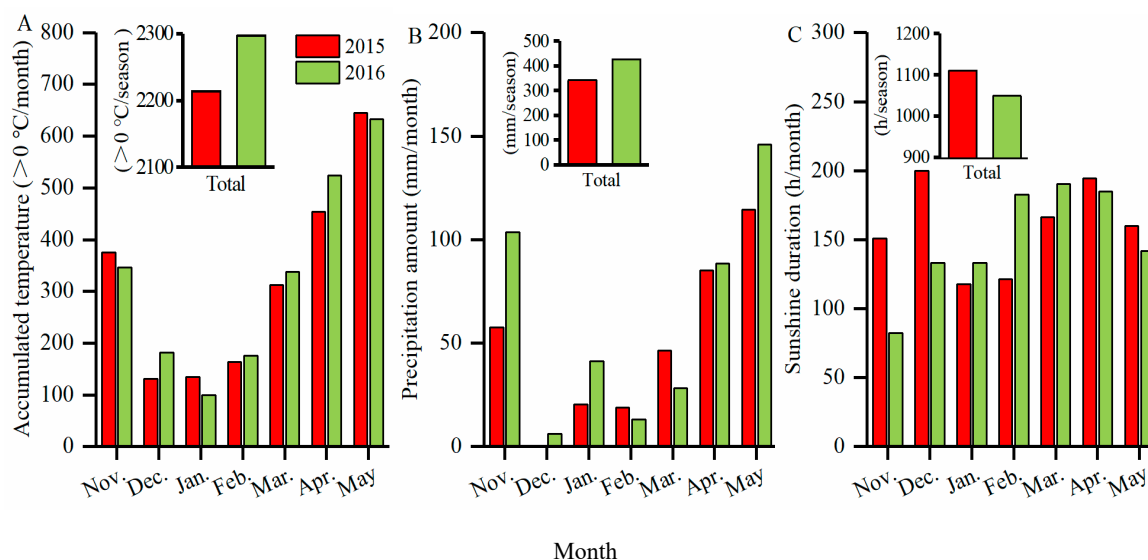 A
800
700
600
500
400
300
200
100
0
Accumulated temperature (>0 ℃/month)
2300
2200
2100
(>0 ℃/season )
Total
2015
2016
Nov. Dec. Jan. Feb. Mar. Apr. May
B
200
150
100
50
0
Precipitation amount (mm/month)
500
400
300
200
100
0
(mm/season)
Total
Nov. Dec. Jan. Feb. Mar. Apr. May
C
300
250
200
150
100
50
0
Sunshine duration (h/month)
1200
1100
1000
900
(h/season)
Total
Nov. Dec. Jan. Feb. Mar. Apr. May
Month